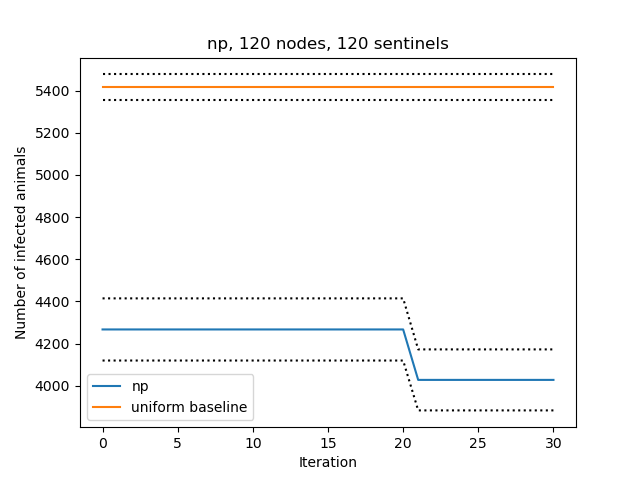 np, 120 nodes, 120 sentinels
Number of infected animals
5400
5200
5000
4800
4600
4400
4200
4000
np
uniform baseline
0 5 10 15 20 25 30
Iteration